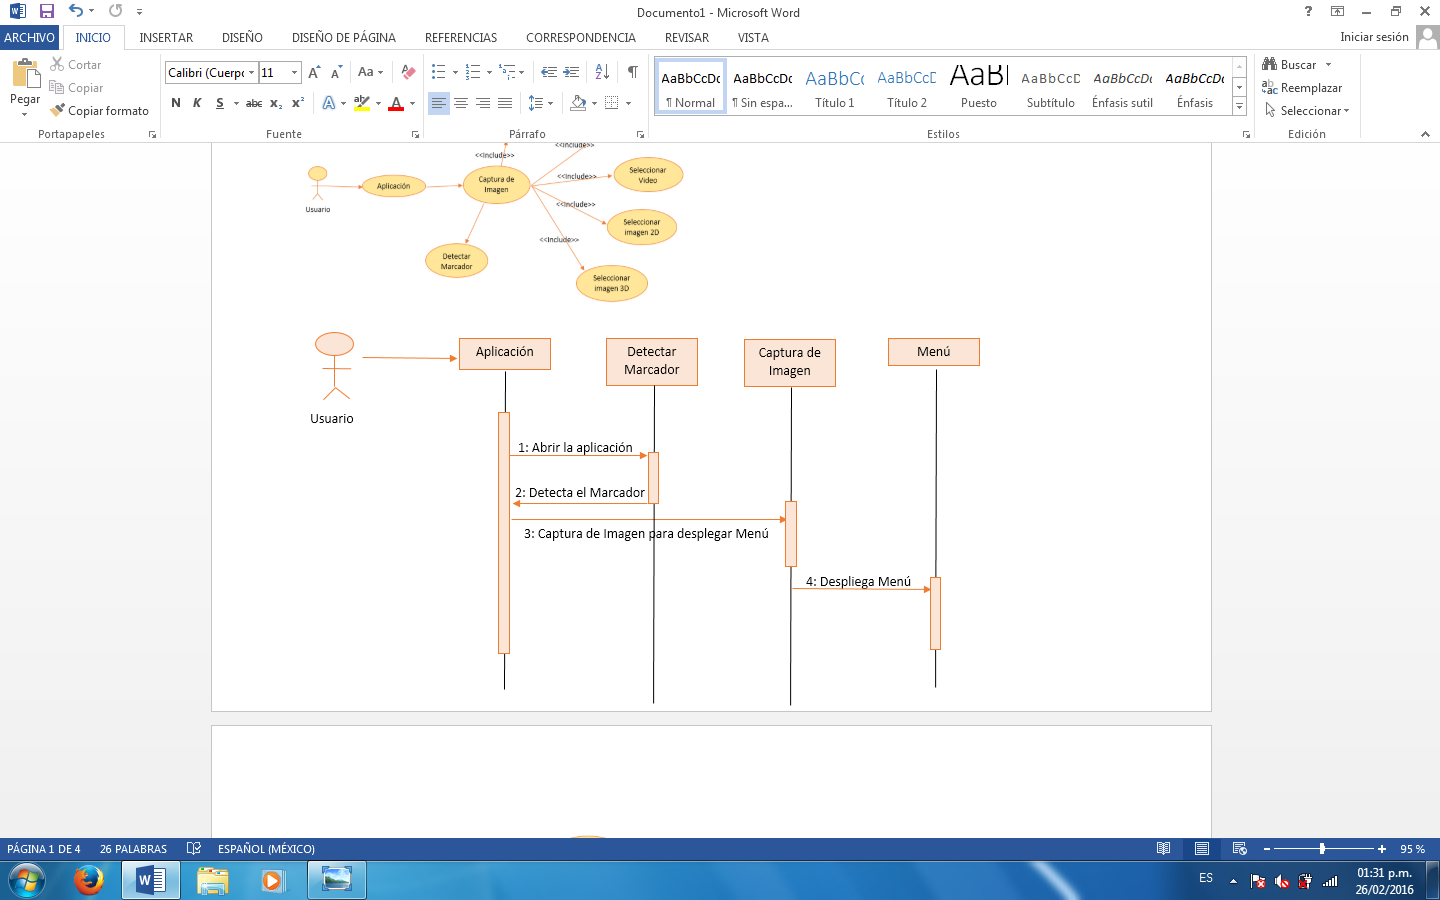 Documento1 - Microsoft Word
ARCHIVO INICIO INSERTAR DISEÑO DISEÑO DE PÁGINA REFERENCIAS CORRESPONDENCIA REVISAR VISTA Iniciar sesión
Pegar
Cortar
Copiar
Copiar formato
Portapapeles
Calibri (Cuerpo 11
N K S abc x₂ x² A ab A
Fuente
Párrafo
AaBbCcDc AaBbCcDc AaBbCc AaBbCcD AaB AaBbCcD AaBbCcDc AaBbCcDc
¶ Normal ¶ Sin espa... Título 1 Título 2 Puesto Subtítulo Énfasis sutil Énfasis
Estilos
Buscar
Reemplazar
Seleccionar
Edición
<<Include>>
<<Include>>
Usuario
Aplicación
Captura de
Imagen
<<Include>>
Seleccionar
Video
<<Include>>
Seleccionar
imagen 2D
<<Include>>
Detectar
Marcador
Seleccionar
imagen 3D
Usuario
Aplicación
Detectar
Marcador
Captura de
Imagen
Menú
1: Abrir la aplicación
2: Detecta el Marcador
3: Captura de Imagen para desplegar Menú
4: Despliega Menú
PÁGINA 1 DE 4 26 PALABRAS ESPAÑOL (MÉXICO) 95 %
ES
01:31 p.m.
26/02/2016